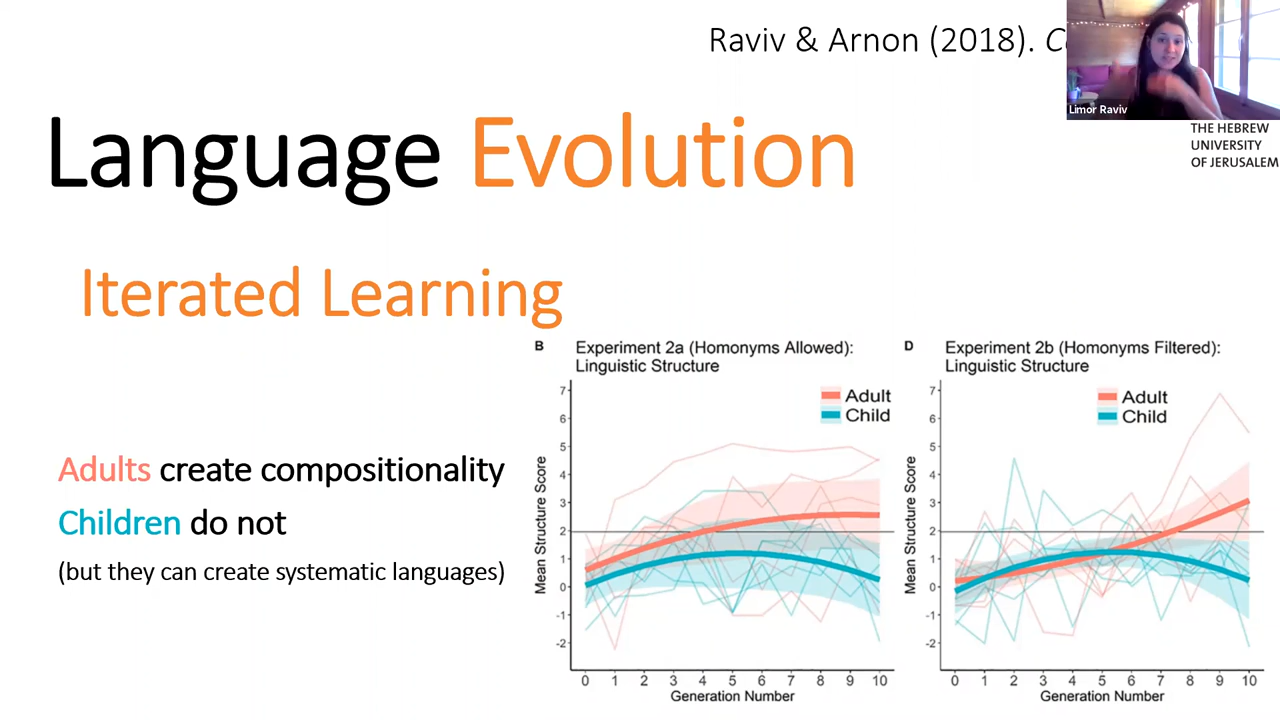 Raviv & Arnon (2018).
Limor Raviv
THE HEBREW
UNIVERSITY
OF JERUSALEM
Language Evolution
Iterated Learning
Adults create compositionality
Children do not
(but they can create systematic languages)
B Experiment 2a (Homonyms Allowed):
Linguistic Structure
Adult
Child
Mean Structure Score
7
6
5
4
3
2
1
0
-1
-2
0 1 2 3 4 5 6 7 8 9 10
Generation Number
D Experiment 2b (Homonyms Filtered):
Linguistic Structure
Adult
Child
Mean Structure Score
7
6
5
4
3
2
1
0
-1
-2
0 1 2 3 4 5 6 7 8 9 10
Generation Number